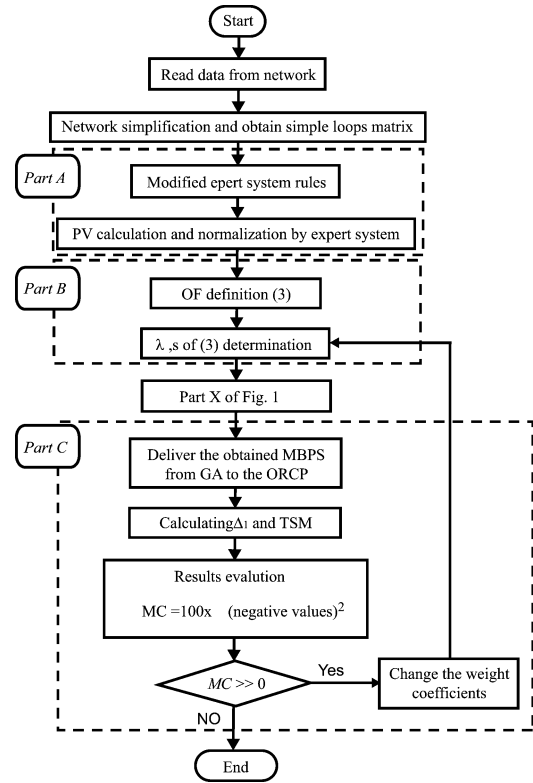 Start
Read data from network
Network simplification and obtain simple loops matrix
Part A
Modified epert system rules
PV calculation and normalization by expert system
Part B
OF definition (3)
λ ,s of (3) determination
Part X of Fig. 1
Part C
Deliver the obtained MBPS
from GA to the ORCP
Calculating Δ1 and TSM
Results evalution
MC =100x (negative values)2
MC >> 0
Yes
Change the weight
coefficients
NO
End